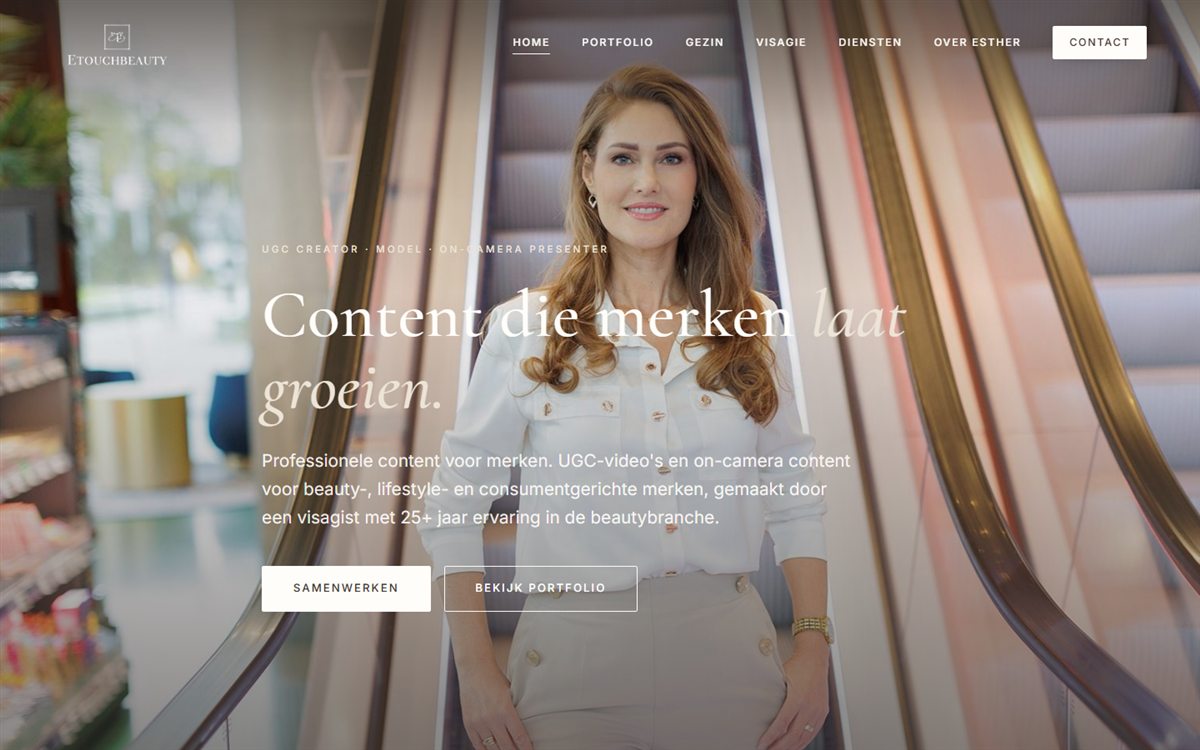 ETOUCHBEAUTY
HOME PORTFOLIO GEZIN VISAGIE DIENSTEN OVER ESTHER CONTACT
UGC CREATOR · MODEL · ON-CAMERA PRESENTER
Content die merken laat
groeien.
Professionele content voor merken. UGC-video's en on-camera content
voor beauty-, lifestyle- en consumentgerichte merken, gemaakt door
een visagist met 25+ jaar ervaring in de beautybranche.
SAMENWERKEN BEKIJK PORTFOLIO